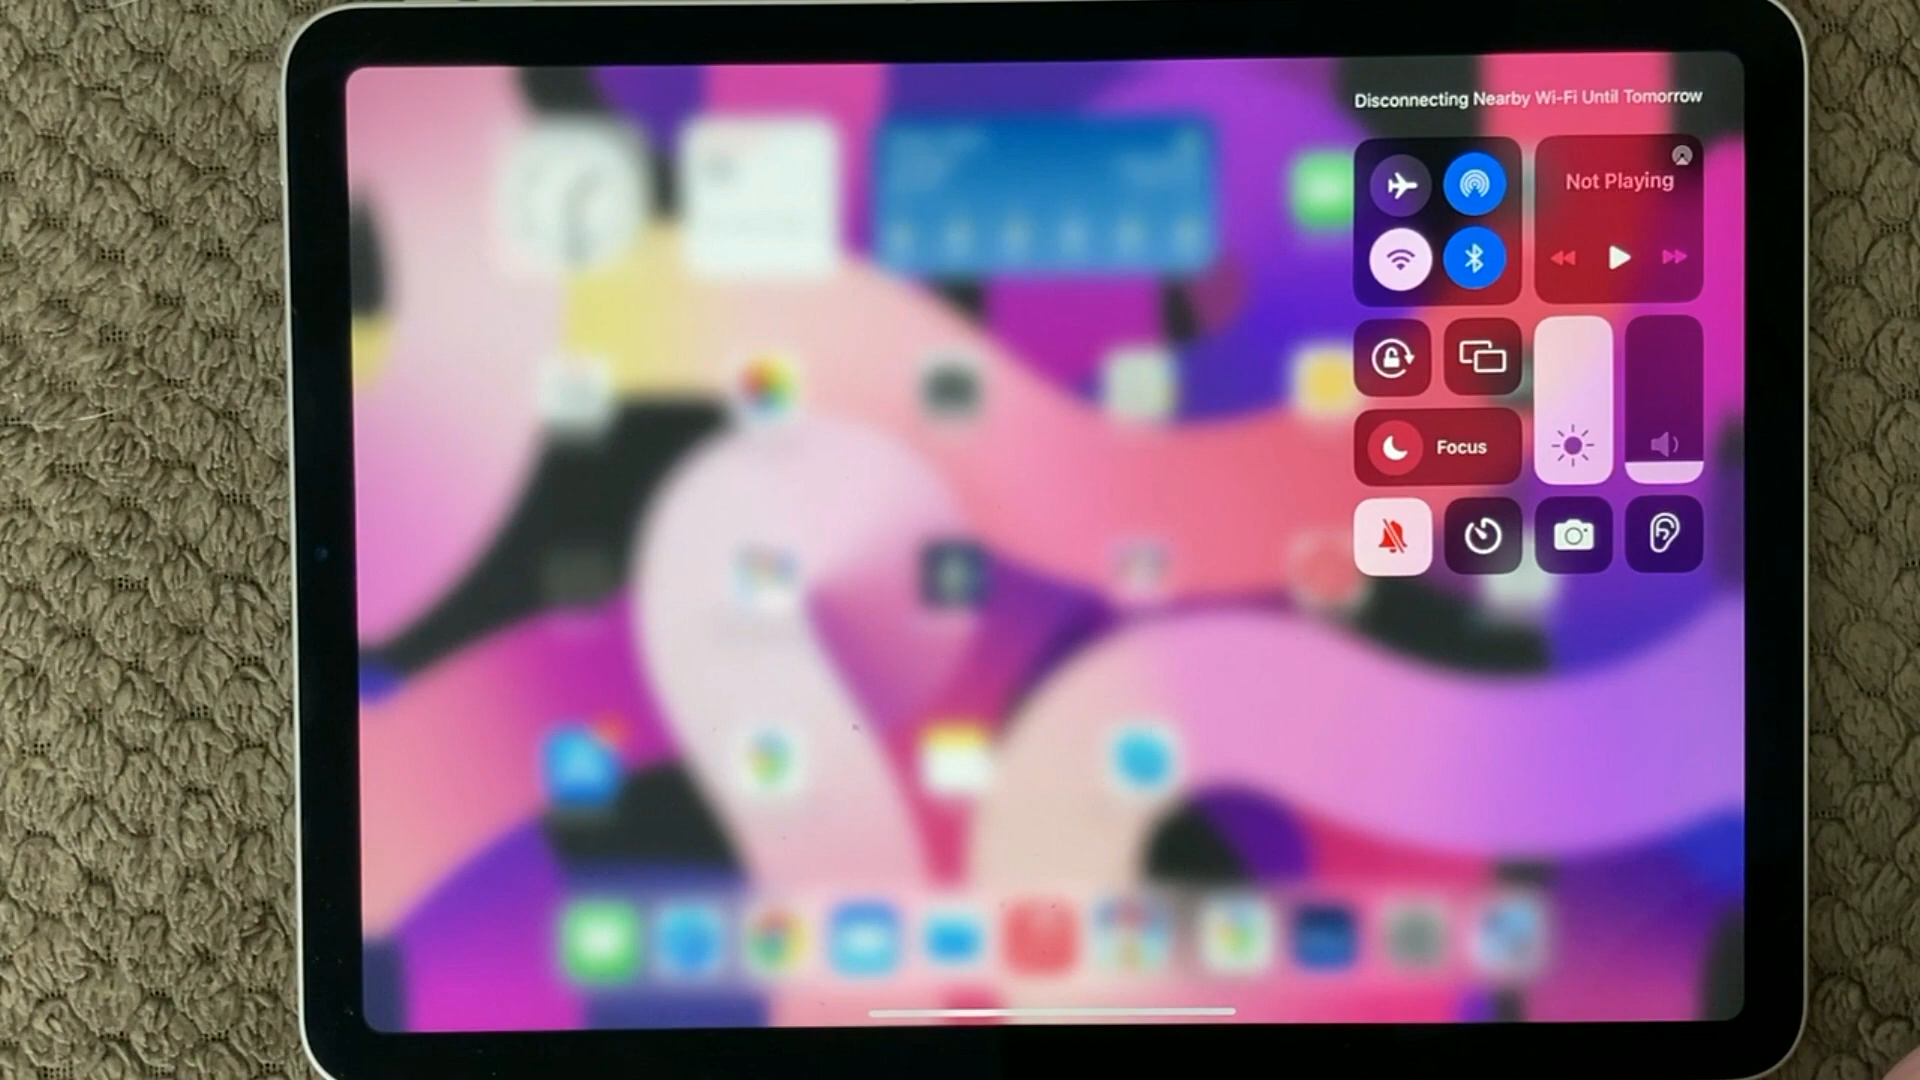 Disconnecting Nearby Wi-Fi Until Tomorrow
Not Playing
Focus